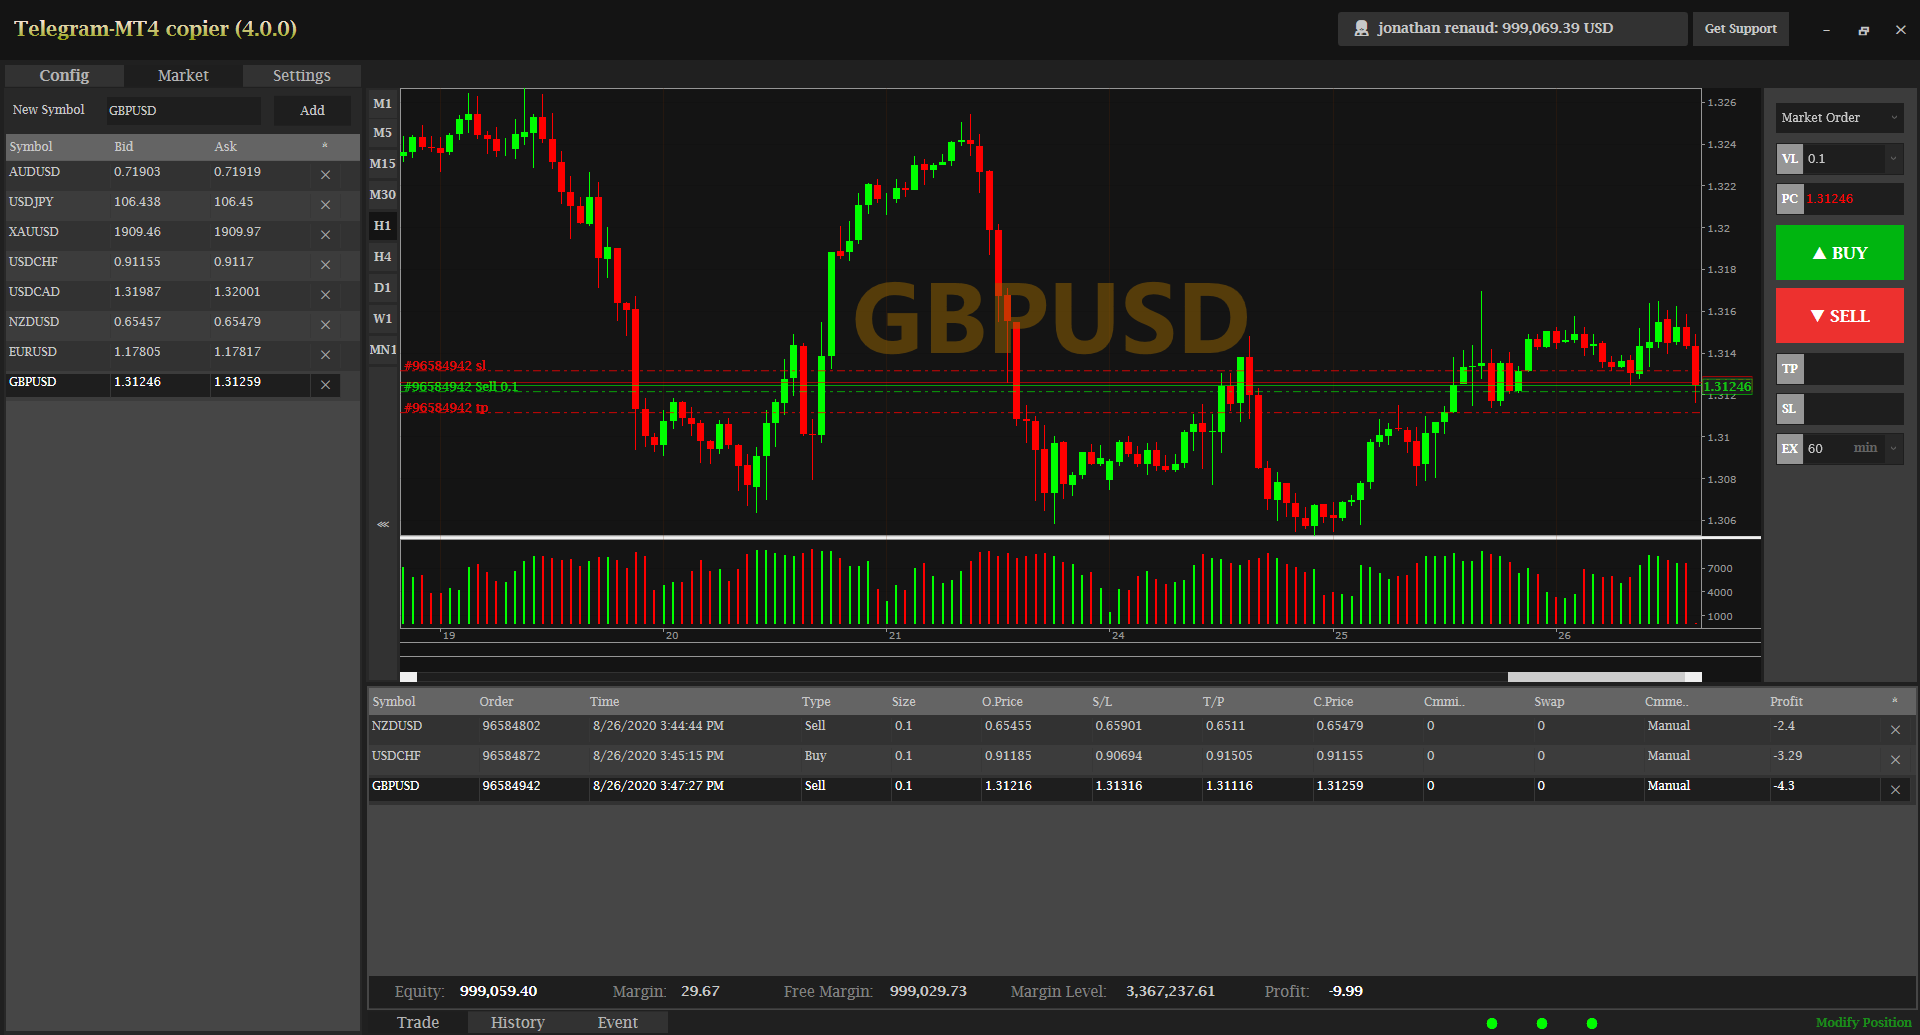 Telegram-MT4 copier (4.0.0)
jonathan renaud: 999,069.39 USD
Get Support
Config Market Settings
New Symbol GBPUSD Add
Symbol Bid Ask *
AUDUSD 0.71903 0.71919
USDJPY 106.438 106.45
XAUUSD 1909.46 1909.97
USDCHF 0.91155 0.9117
USDCAD 1.31987 1.32001
NZDUSD 0.65457 0.65479
EURUSD 1.17805 1.17817
GBPUSD 1.31246 1.31259
M1
M5
M15
M30
H1
H4
D1
W1
MN1
GBPUSD
#96584942 sl
#96584942 Sell 0.1
#96584942 tp
1.326
1.324
1.322
1.32
1.318
1.316
1.314
1.31246
1.312
1.31
1.308
1.306
7000
4000
1000
19 20 21 24 25 26
Market Order
VL 0.1
PC 1.31246
▲ BUY
▼ SELL
TP
SL
EX 60 min
Symbol Order Time Type Size O.Price S/L T/P C.Price Cmmi.. Swap Cmme.. Profit *
NZDUSD 96584802 8/26/2020 3:44:44 PM Sell 0.1 0.65455 0.65901 0.6511 0.65479 0 0 Manual -2.4
USDCHF 96584872 8/26/2020 3:45:15 PM Buy 0.1 0.91185 0.90694 0.91505 0.91155 0 0 Manual -3.29
GBPUSD 96584942 8/26/2020 3:47:27 PM Sell 0.1 1.31216 1.31316 1.31116 1.31259 0 0 Manual -4.3
Equity: 999,059.40 Margin: 29.67 Free Margin: 999,029.73 Margin Level: 3,367,237.61 Profit: -9.99
Trade History Event
Modify Position